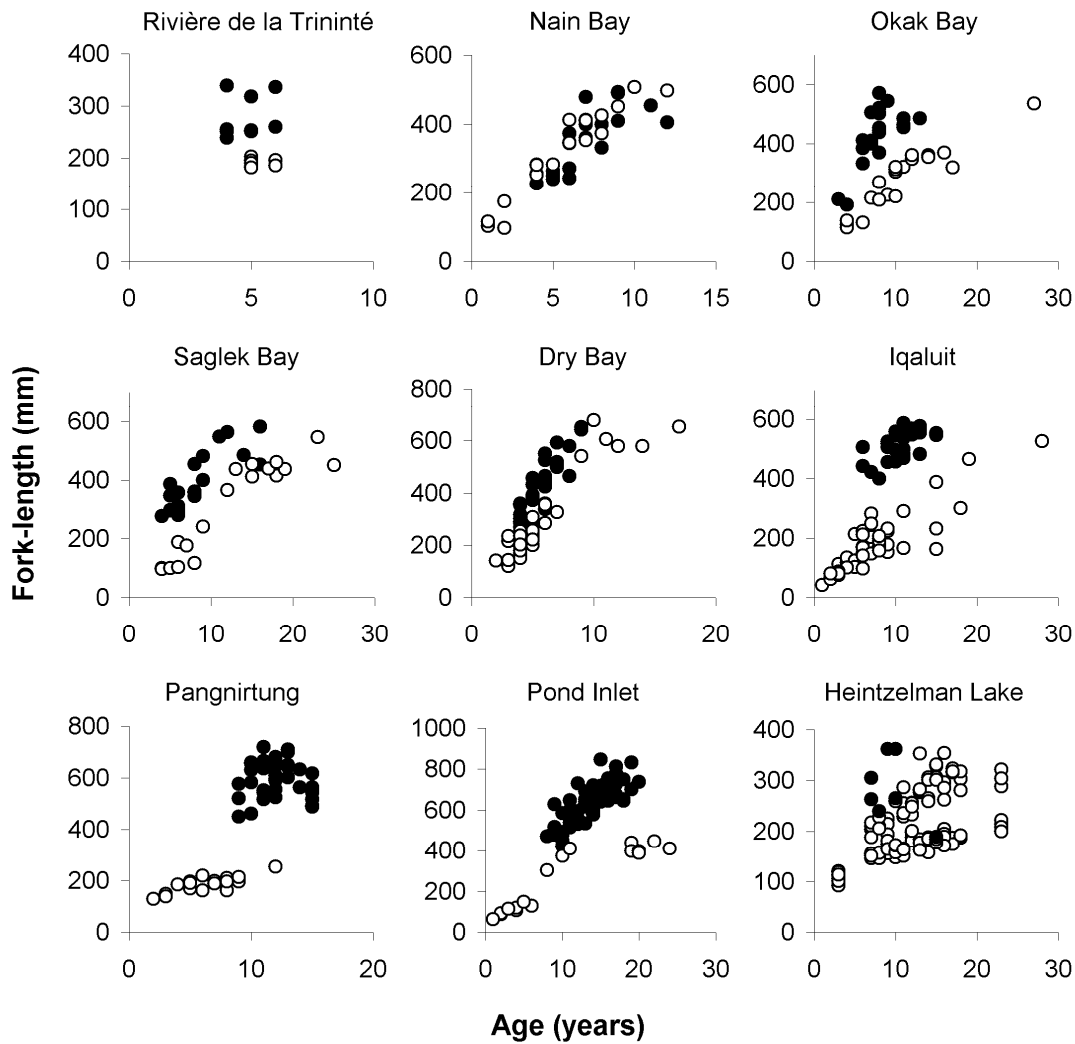 Rivière de la Trininté Nain Bay Okak Bay
400 600 600
300
400 400
200
200 200
100
0 0 0
0 5 10 0 5 10 15 0 10 20 30
Saglek Bay Dry Bay Iqaluit
600 800 600
600
400 400
400
200 200
200
0 0 0
0 10 20 30 0 10 20 0 10 20 30
Fork-length (mm)
Pangnirtung Pond Inlet Heintzelman Lake
800 1000 400
800
600 300
600
400 200
400
200 100
200
0 0 0
0 10 20 0 10 20 30 0 10 20 30
Age (years)